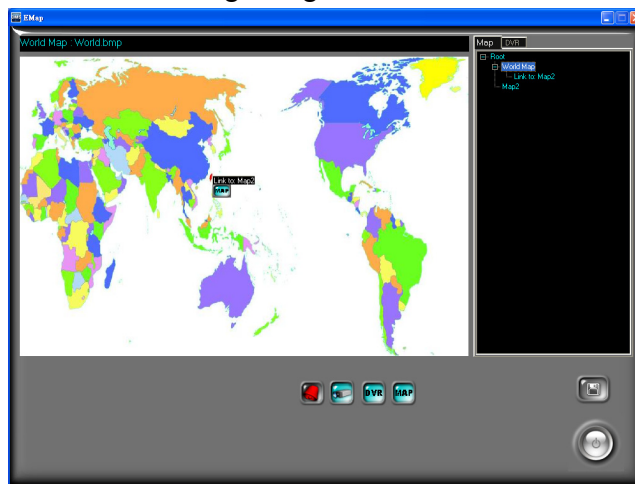 EMap
World Map : World.bmp
Map
DVR
Root
World Map
Link to: Map2
Map2
Link to: Map2
MAP
DVR
MAP